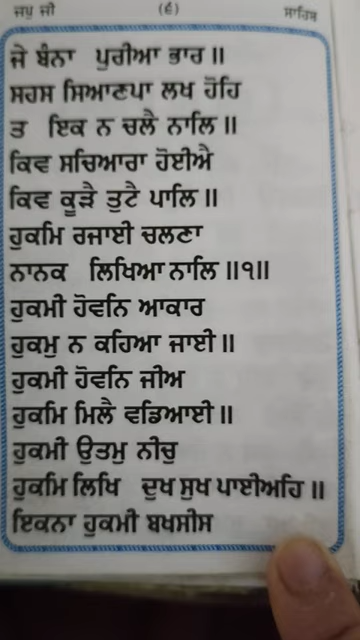 ਜਪੁ ਜੀ (੯) ਸਾਹਿਬ
ਜੇ ਬੰਨਾ ਪੁਰੀਆ ਭਾਰ ॥
ਸਹਸ ਸਿਆਣਪਾ ਲਖ ਹੋਹਿ
ਤ ਇਕ ਨ ਚਲੈ ਨਾਲਿ ॥
ਕਿਵ ਸਚਿਆਰਾ ਹੋਈਐ
ਕਿਵ ਕੂੜੈ ਤੁਟੈ ਪਾਲਿ ॥
ਹੁਕਮਿ ਰਜਾਈ ਚਲਣਾ
ਨਾਨਕ ਲਿਖਿਆ ਨਾਲਿ ॥੧॥
ਹੁਕਮੀ ਹੋਵਨਿ ਆਕਾਰ
ਹੁਕਮੁ ਨ ਕਹਿਆ ਜਾਈ ॥
ਹੁਕਮੀ ਹੋਵਨਿ ਜੀਅ
ਹੁਕਮਿ ਮਿਲੈ ਵਡਿਆਈ ॥
ਹੁਕਮੀ ਉਤਮੁ ਨੀਚੁ
ਹੁਕਮਿ ਲਿਖਿ ਦੁਖ ਸੁਖ ਪਾਈਅਹਿ ॥
ਇਕਨਾ ਹੁਕਮੀ ਬਖਸੀਸ